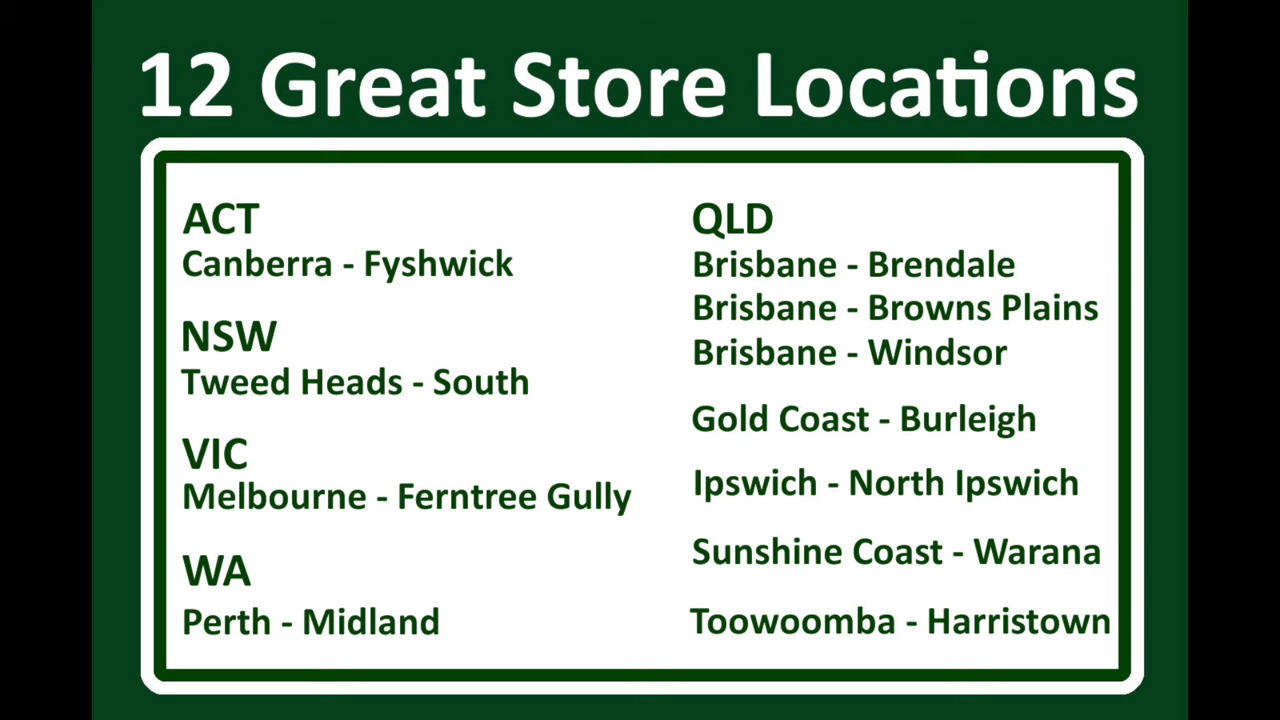 12 Great Store Locations
ACT
Canberra - Fyshwick
NSW
Tweed Heads - South
VIC
Melbourne - Ferntree Gully
WA
Perth - Midland
QLD
Brisbane - Brendale
Brisbane - Browns Plains
Brisbane - Windsor
Gold Coast - Burleigh
Ipswich - North Ipswich
Sunshine Coast - Warana
Toowoomba - Harristown